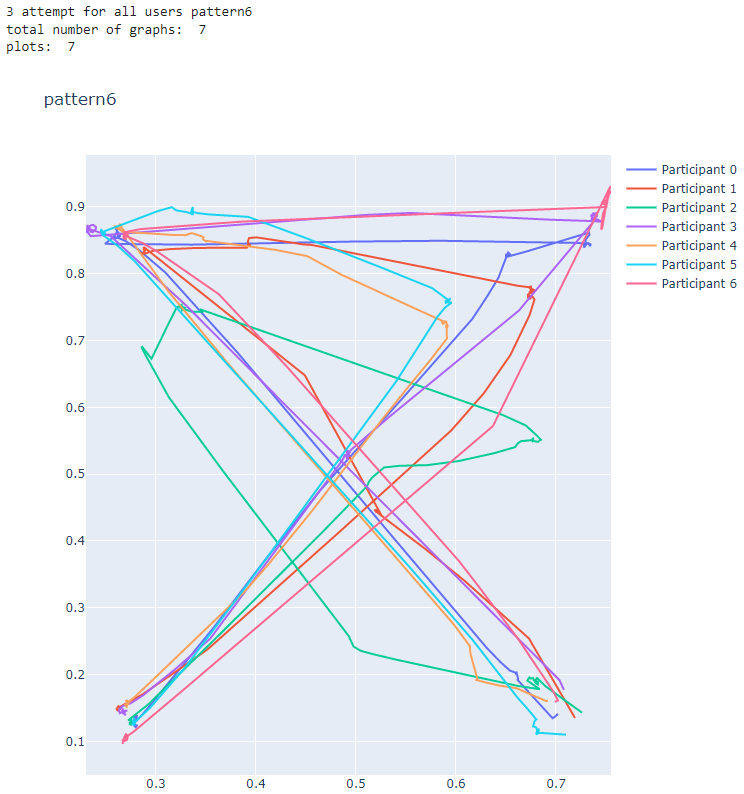 3 attempt for all users pattern6
total number of graphs:  7
plots:  7
pattern6
Participant 0
Participant 1
Participant 2
Participant 3
Participant 4
Participant 5
Participant 6
0.9
0.8
0.7
0.6
0.5
0.4
0.3
0.2
0.1
0.3 0.4 0.5 0.6 0.7